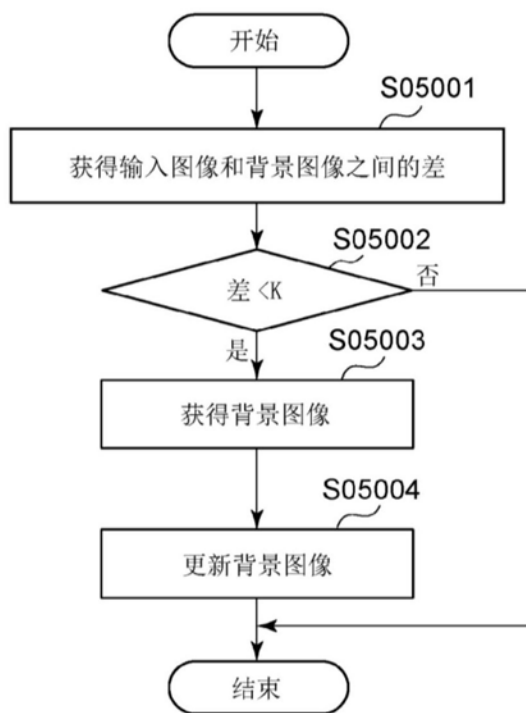 开始
S05001
获得输入图像和背景图像之间的差
S05002
差<K
否
是
S05003
获得背景图像
S05004
更新背景图像
结束